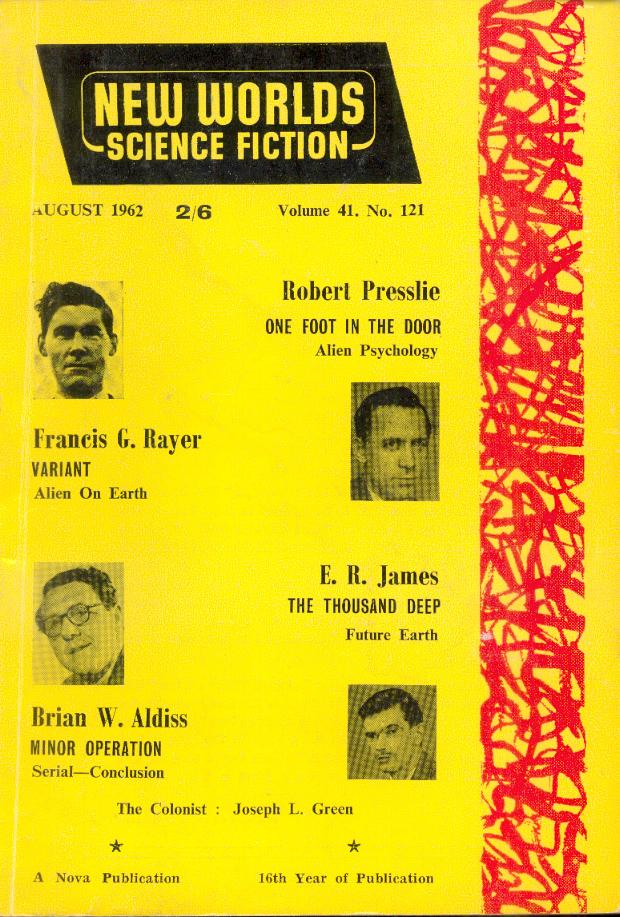 NEW WORLDS
SCIENCE FICTION
AUGUST 1962 2/6 Volume 41. No. 121
Robert Presslie
ONE FOOT IN THE DOOR
Alien Psychology
Francis G. Rayer
VARIANT
Alien On Earth
E. R. James
THE THOUSAND DEEP
Future Earth
Brian W. Aldiss
MINOR OPERATION
Serial—Conclusion
The Colonist : Joseph L. Green
A Nova Publication 16th Year of Publication